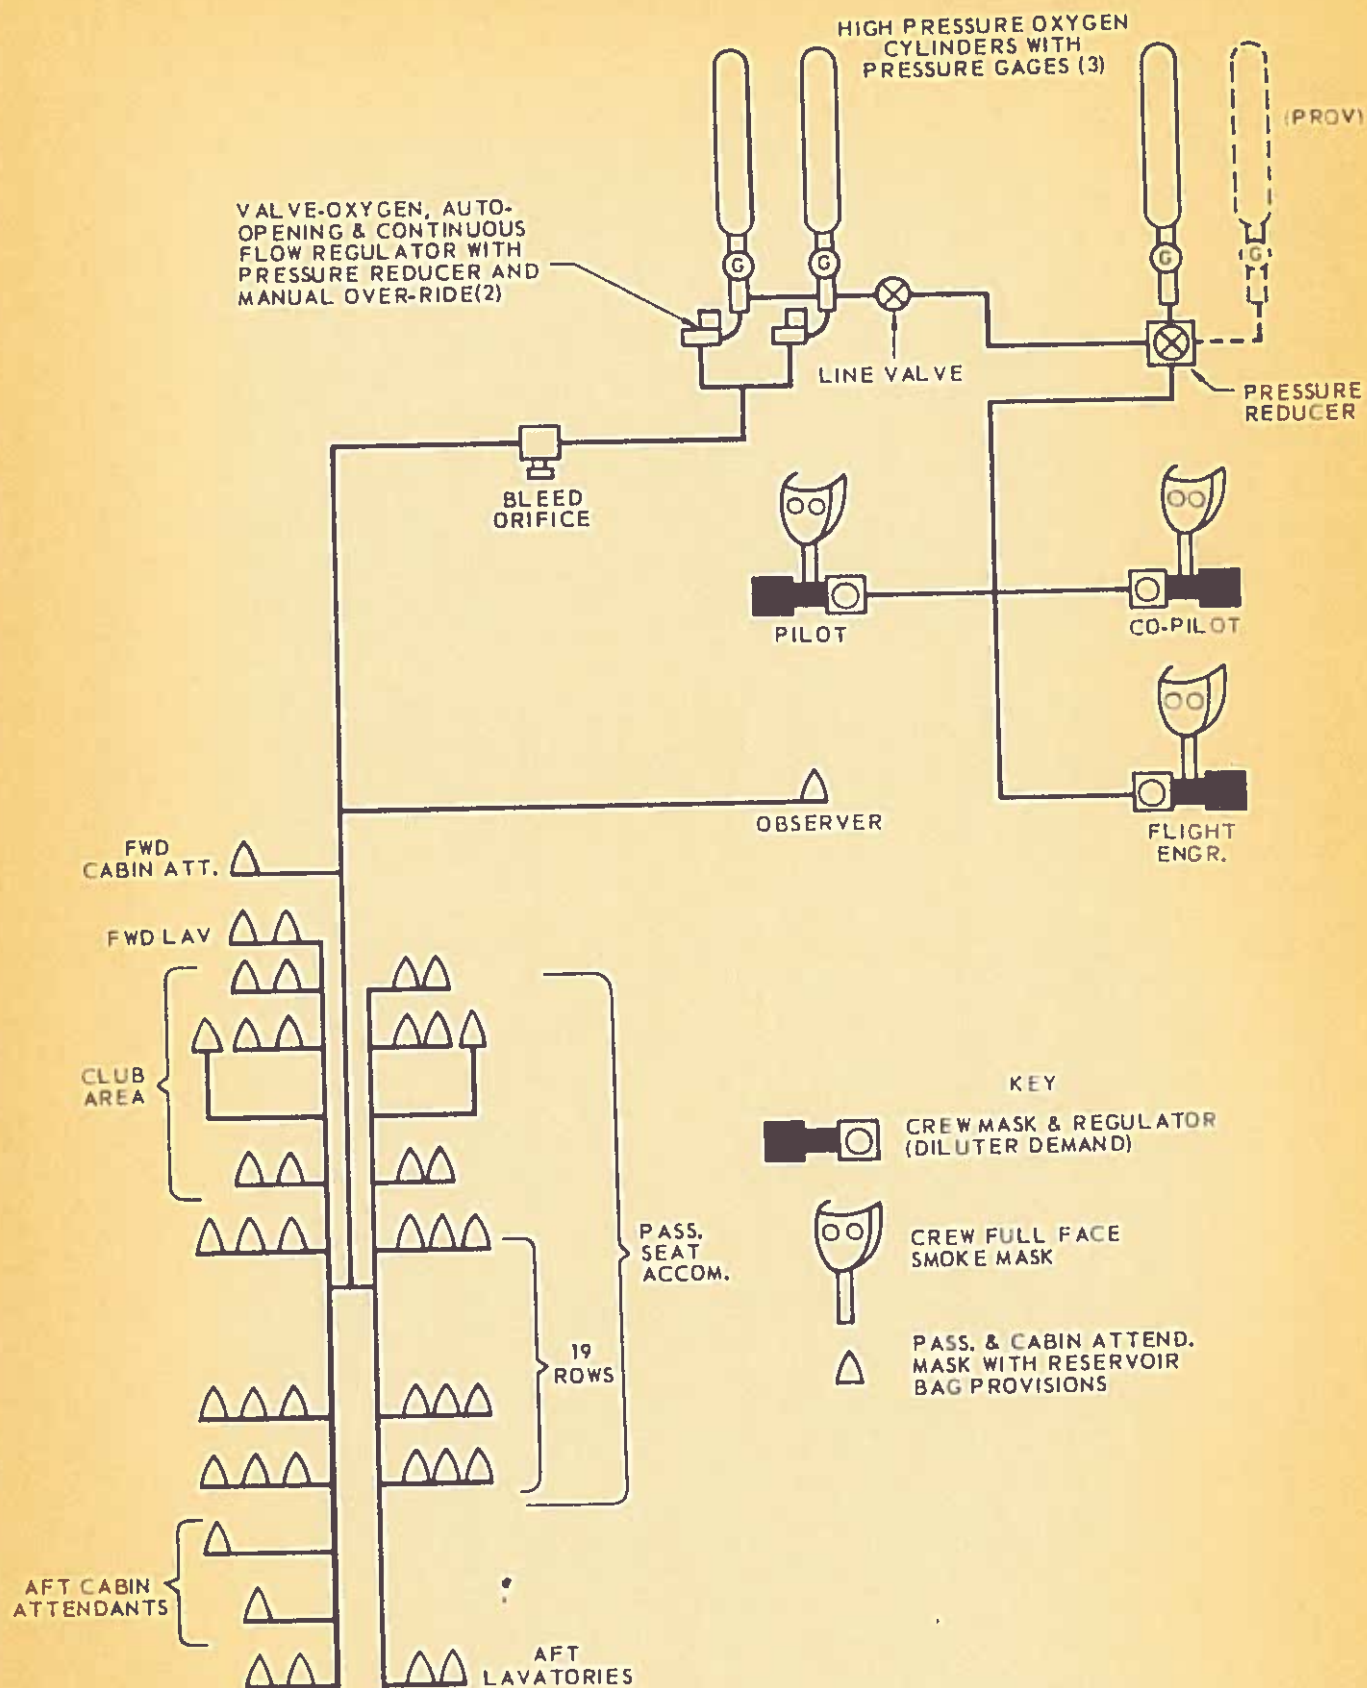 HIGH PRESSURE OXYGEN
CYLINDERS WITH
PRESSURE GAGES (3)
(PROV)
VALVE-OXYGEN, AUTO-
OPENING & CONTINUOUS
FLOW REGULATOR WITH
PRESSURE REDUCER AND
MANUAL OVER-RIDE(2)
G
G
G
G
LINE VALVE
PRESSURE
REDUCER
BLEED
ORIFICE
PILOT
CO-PILOT
OBSERVER
FLIGHT
ENGR.
FWD
CABIN ATT.
FWD LAV
CLUB
AREA
PASS.
SEAT
ACCOM.
19
ROWS
KEY
CREW MASK & REGULATOR
(DILUTER DEMAND)
CREW FULL FACE
SMOKE MASK
PASS. & CABIN ATTEND.
MASK WITH RESERVOIR
BAG PROVISIONS
AFT CABIN
ATTENDANTS
AFT
LAVATORIES